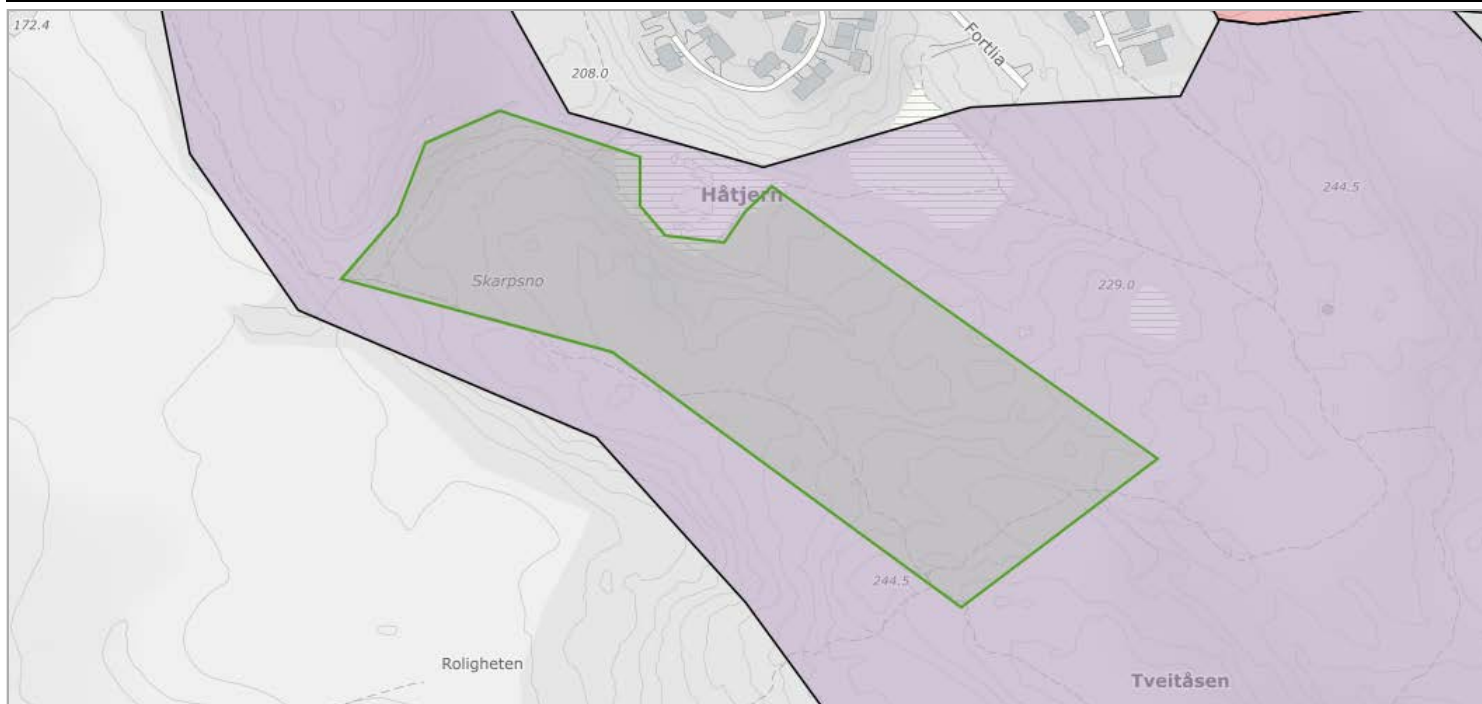 172.4
Fortlia
208.0
Håtjern
244.5
Skarpsno
229.0
244.5
Roligheten
Tveitåsen